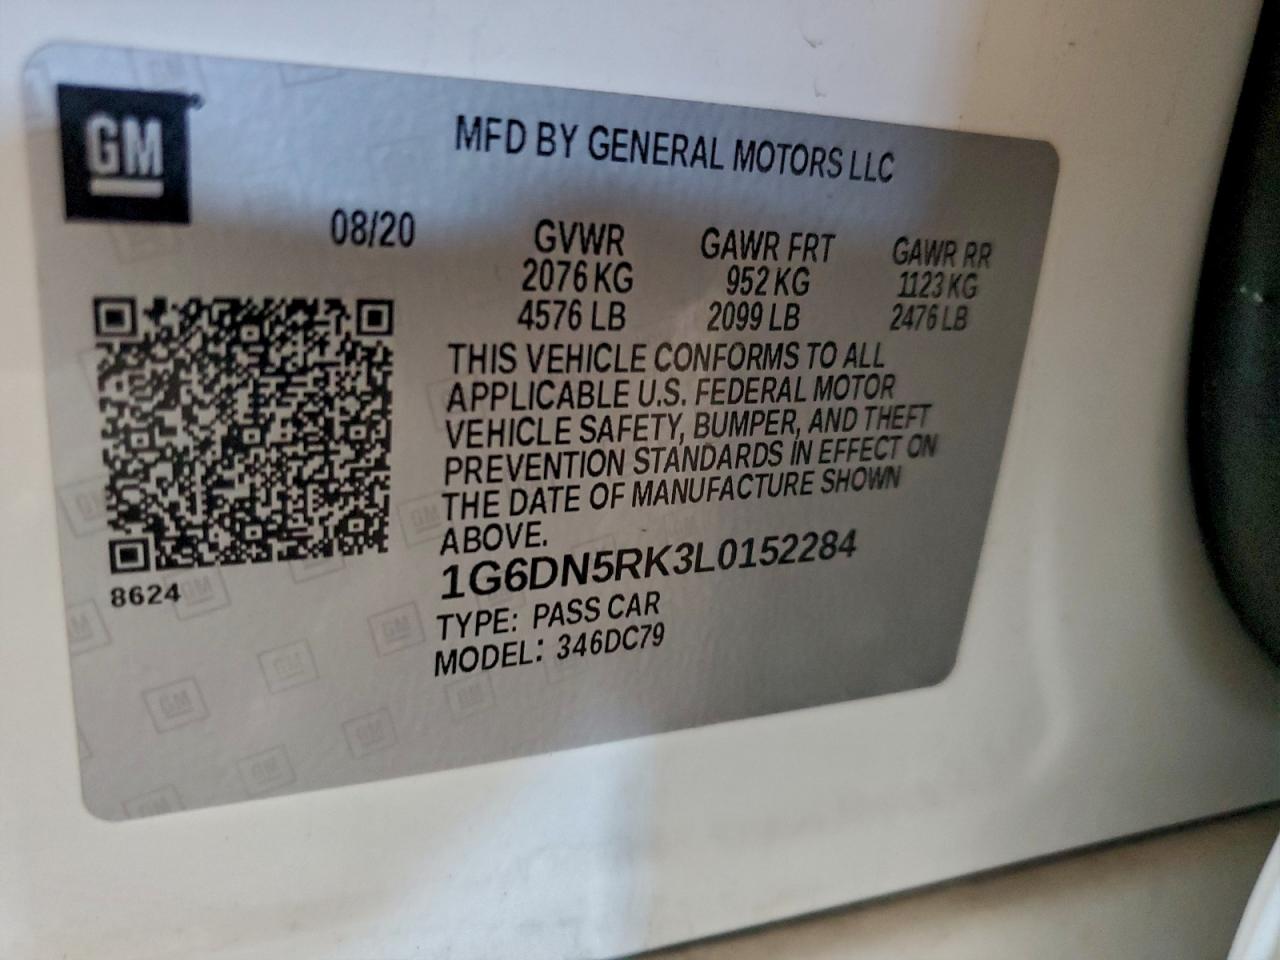 GM
MFD BY GENERAL MOTORS LLC
08/20 GVWR GAWR FRT GAWR RR
2076 KG 952 KG 1123 KG
4576 LB 2099 LB 2476 LB
THIS VEHICLE CONFORMS TO ALL
APPLICABLE U.S. FEDERAL MOTOR
VEHICLE SAFETY, BUMPER, AND THEFT
PREVENTION STANDARDS IN EFFECT ON
THE DATE OF MANUFACTURE SHOWN
ABOVE.
1G6DN5RK3L0152284
8624
TYPE: PASS CAR
MODEL: 346DC79